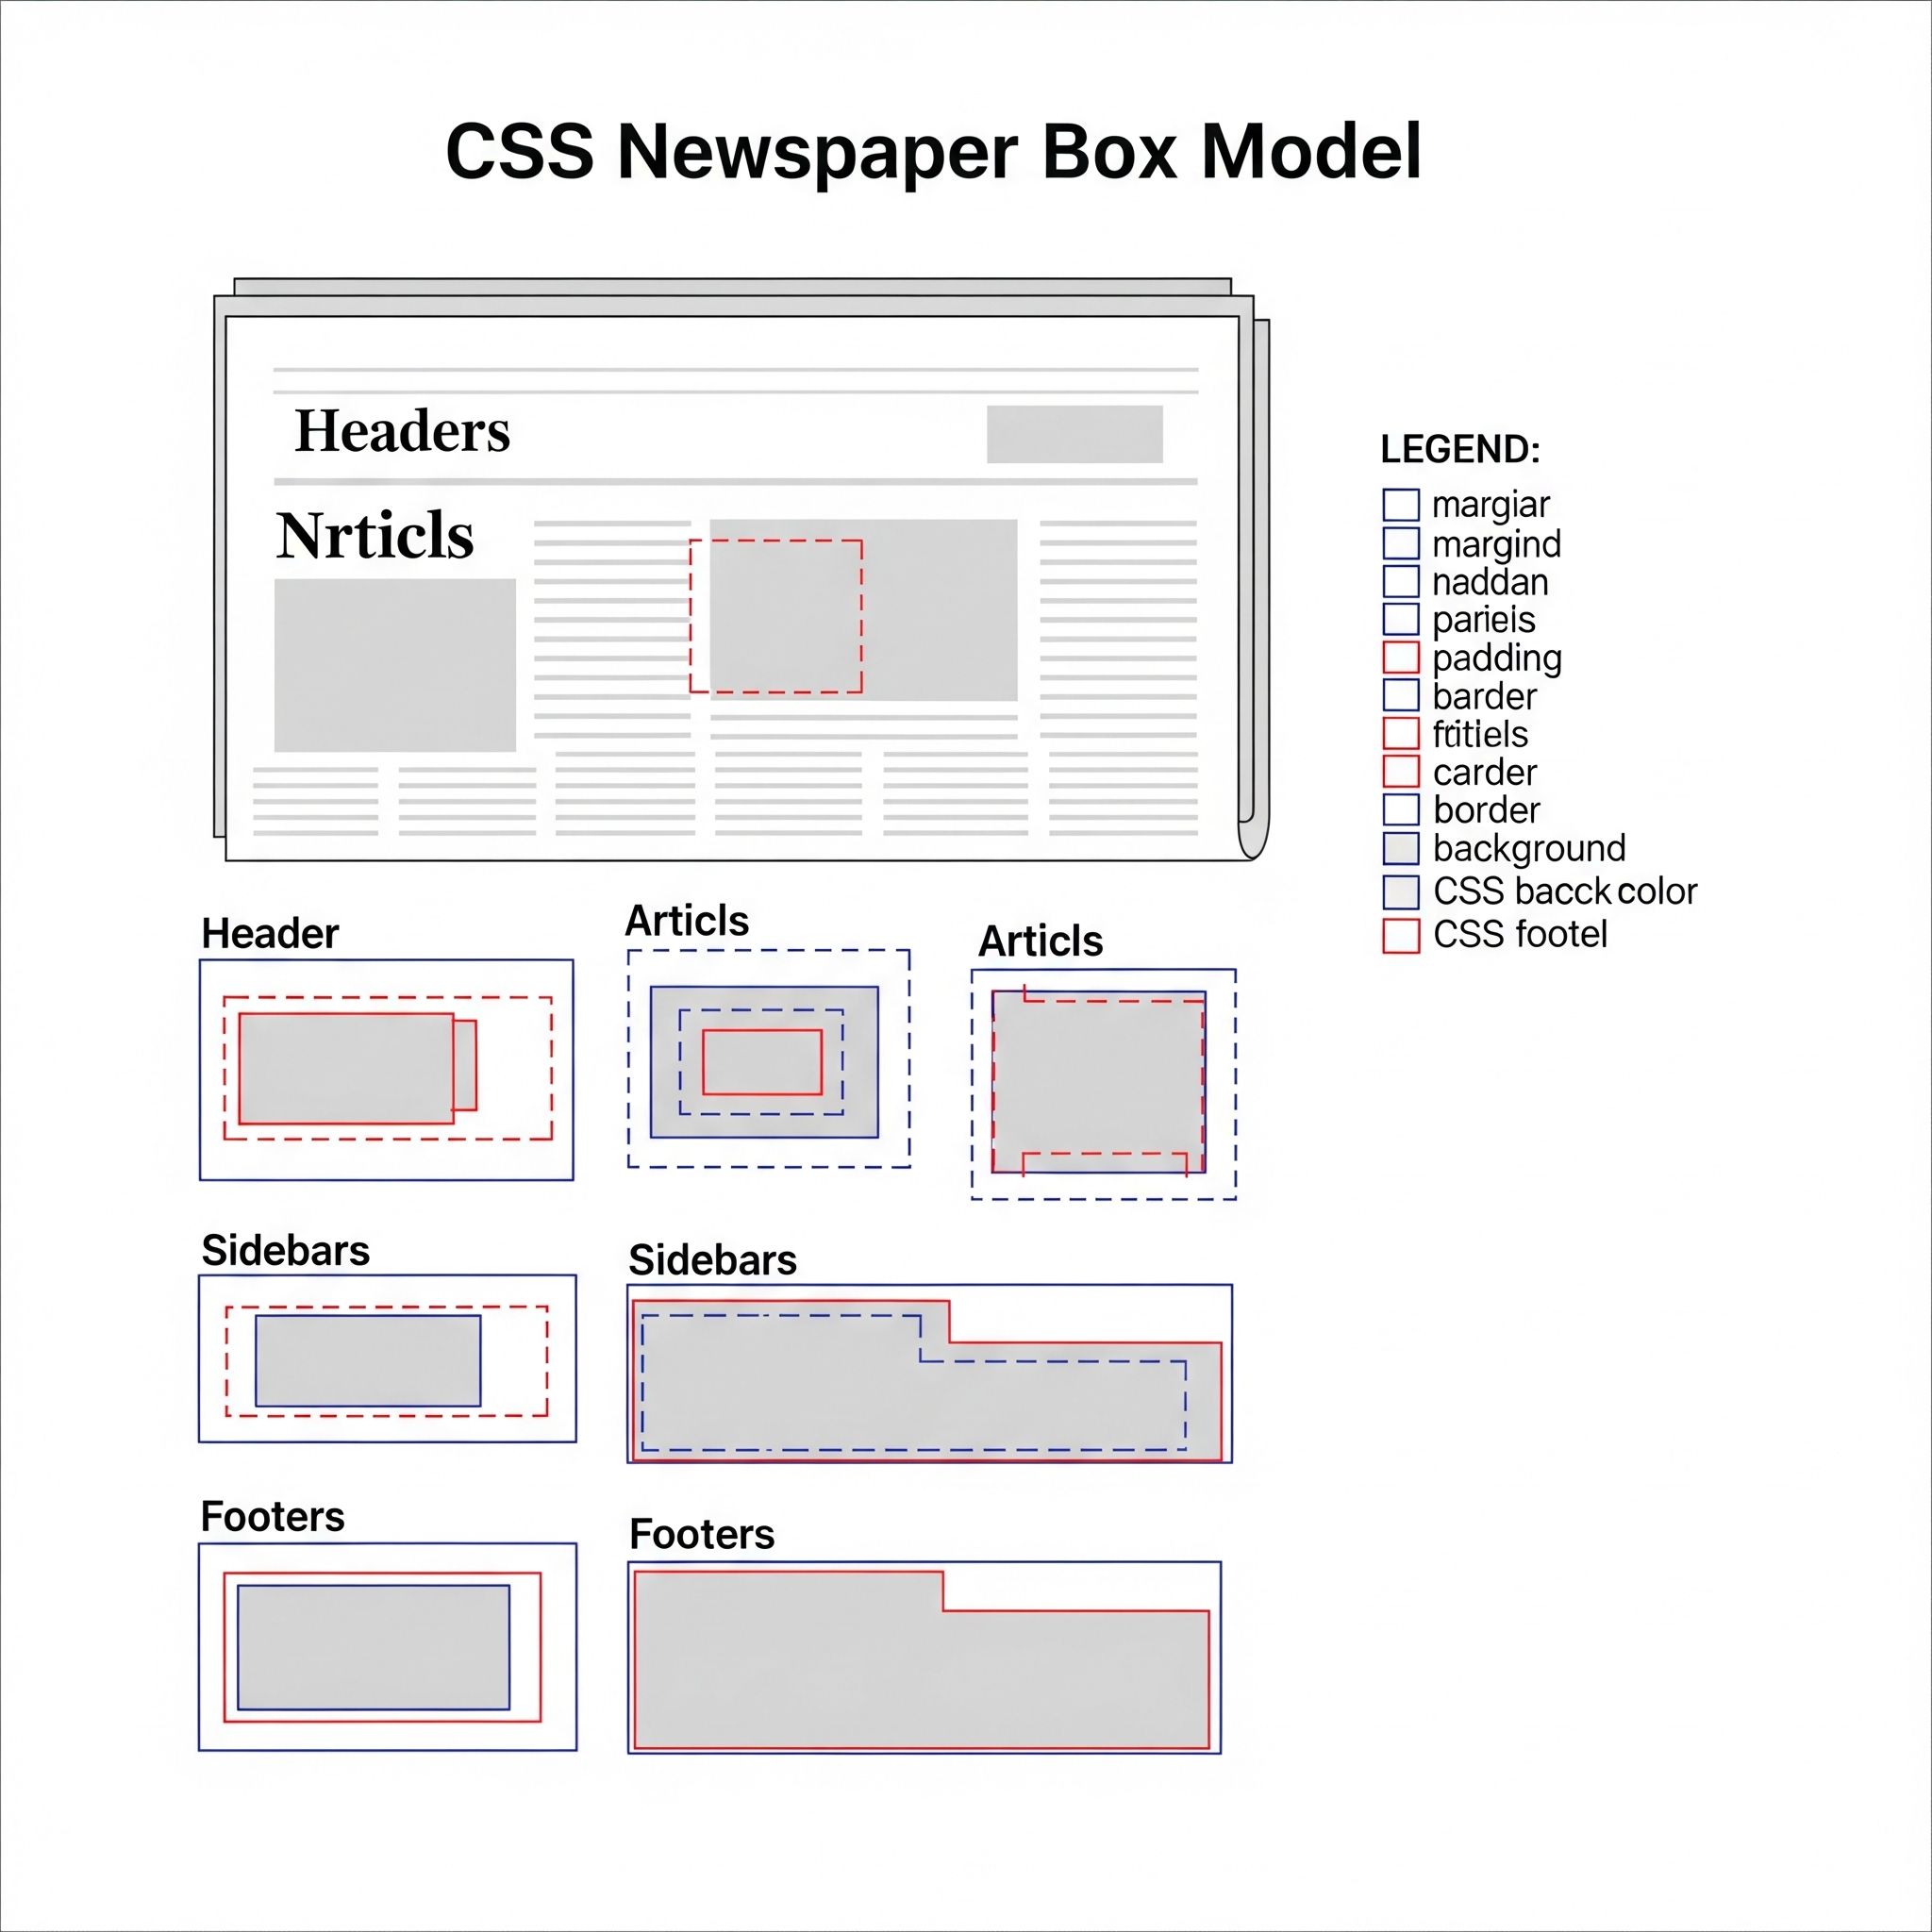 CSS Newspaper Box Model
Headers
Nrticls
LEGEND:
margiar
margind
naddan
parieis
padding
barder
fritiels
carder
border
background
CSS bacck color
CSS footel
Header
Articls
Articls
Sidebars
Sidebars
Footers
Footers